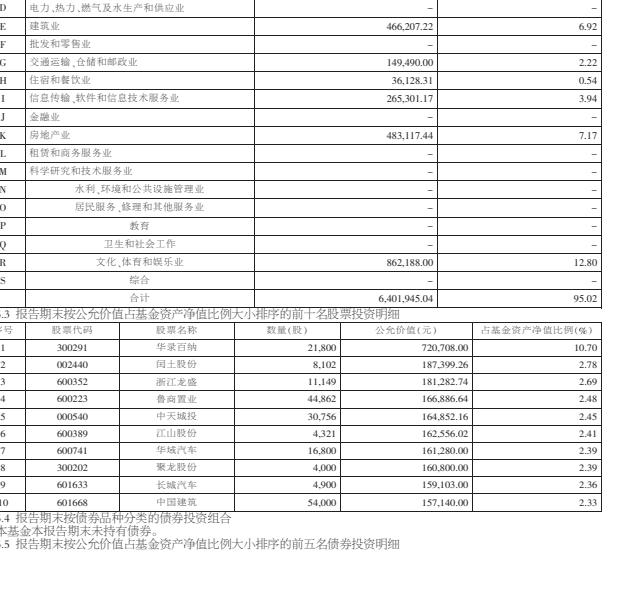 D 电力、热力、燃气及水生产和供应业 – –
E 建筑业 466,207.22 6.92
F 批发和零售业 – –
G 交通运输、仓储和邮政业 149,490.00 2.22
H 住宿和餐饮业 36,128.31 0.54
I 信息传输、软件和信息技术服务业 265,301.17 3.94
J 金融业 – –
K 房地产业 483,117.44 7.17
L 租赁和商务服务业 – –
M 科学研究和技术服务业 – –
N 水利、环境和公共设施管理业 – –
O 居民服务、修理和其他服务业 – –
P 教育 – –
Q 卫生和社会工作 – –
R 文化、体育和娱乐业 862,188.00 12.80
S 综合 – –
合计 6,401,945.04 95.02
.3 报告期末按公允价值占基金资产净值比例大小排序的前十名股票投资明细
序号 股票代码 股票名称 数量(股) 公允价值(元) 占基金资产净值比例(%)
1 300291 华录百纳 21,800 720,708.00 10.70
2 002440 闰土股份 8,102 187,399.26 2.78
3 600352 浙江龙盛 11,149 181,282.74 2.69
4 600223 鲁商置业 44,862 166,886.64 2.48
5 000540 中天城投 30,756 164,852.16 2.45
6 600389 江山股份 4,321 162,556.02 2.41
7 600741 华域汽车 16,800 161,280.00 2.39
8 300202 聚龙股份 4,000 160,800.00 2.39
9 601633 长城汽车 4,900 159,103.00 2.36
10 601668 中国建筑 54,000 157,140.00 2.33
.4 报告期末按债券品种分类的债券投资组合
本基金本报告期末未持有债券。
.5 报告期末按公允价值占基金资产净值比例大小排序的前五名债券投资明细